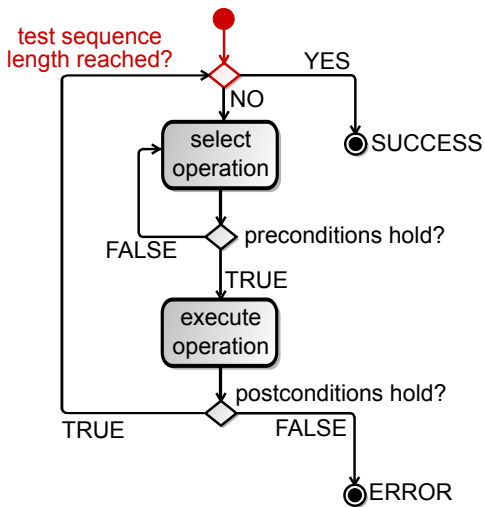 test sequence
length reached?
YES
NO
select
operation
SUCCESS
preconditions hold?
FALSE
TRUE
execute
operation
postconditions hold?
TRUE
FALSE
ERROR